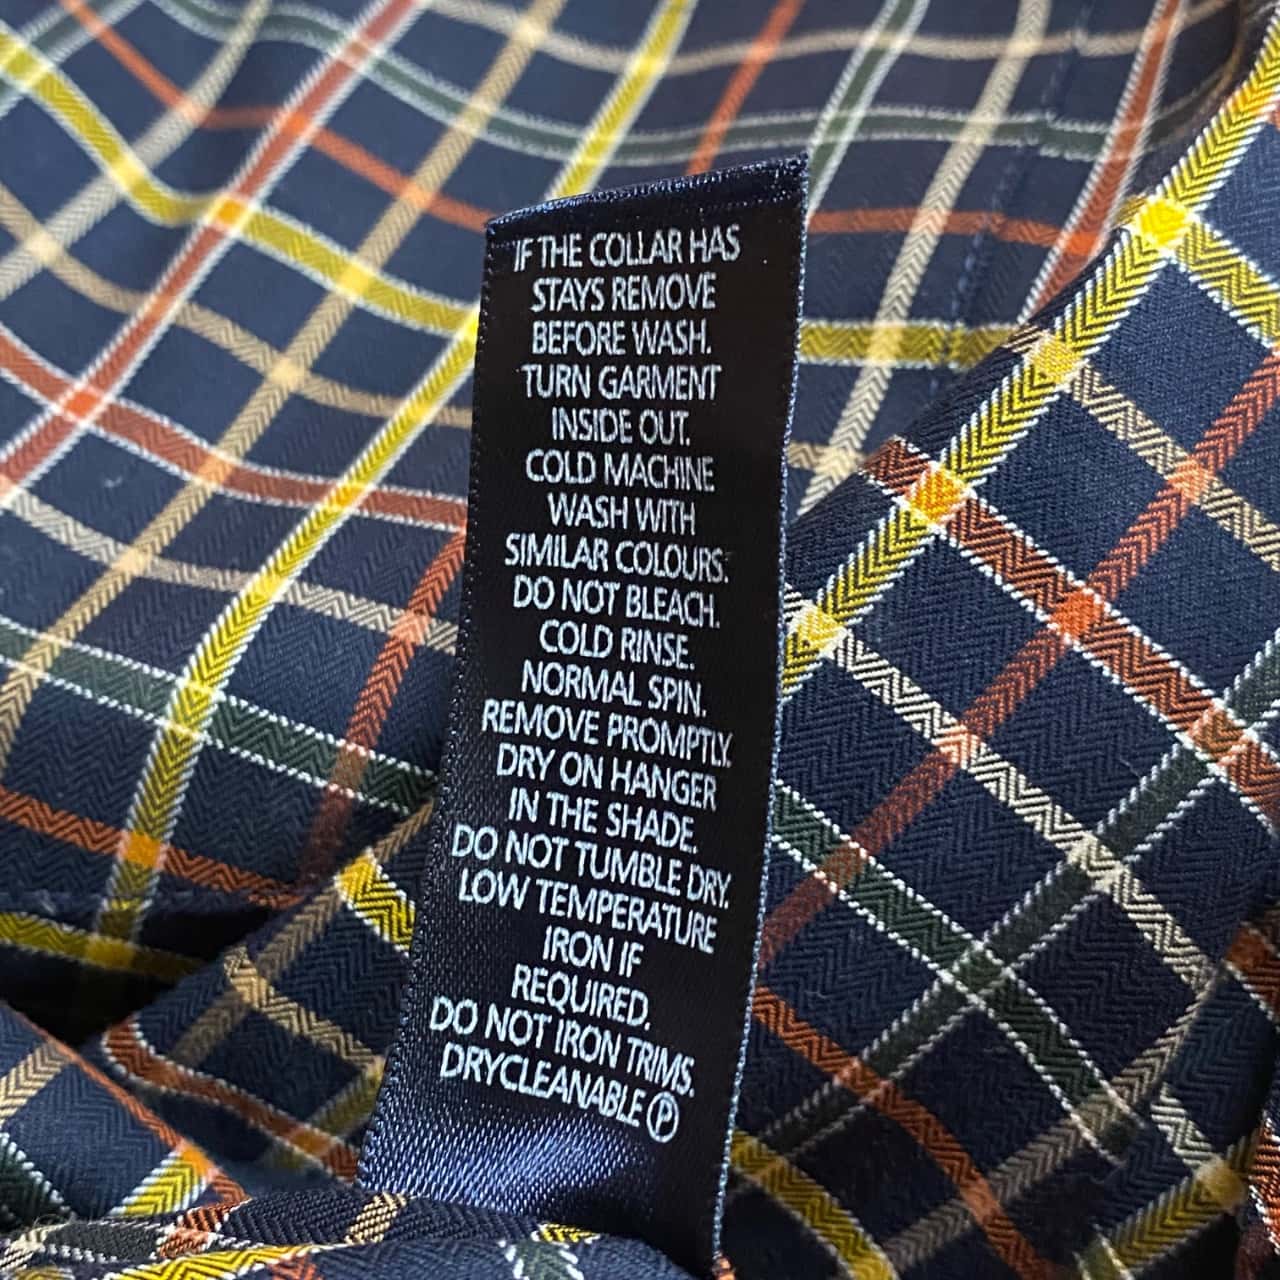 IF THE COLLAR HAS
STAYS REMOVE
BEFORE WASH.
TURN GARMENT
INSIDE OUT.
COLD MACHINE
WASH WITH
SIMILAR COLOURS.
DO NOT BLEACH.
COLD RINSE.
NORMAL SPIN.
REMOVE PROMPTLY.
DRY ON HANGER
IN THE SHADE.
DO NOT TUMBLE DRY.
LOW TEMPERATURE
IRON IF
REQUIRED.
DO NOT IRON TRIMS.
DRYCLEANABLE Ⓟ